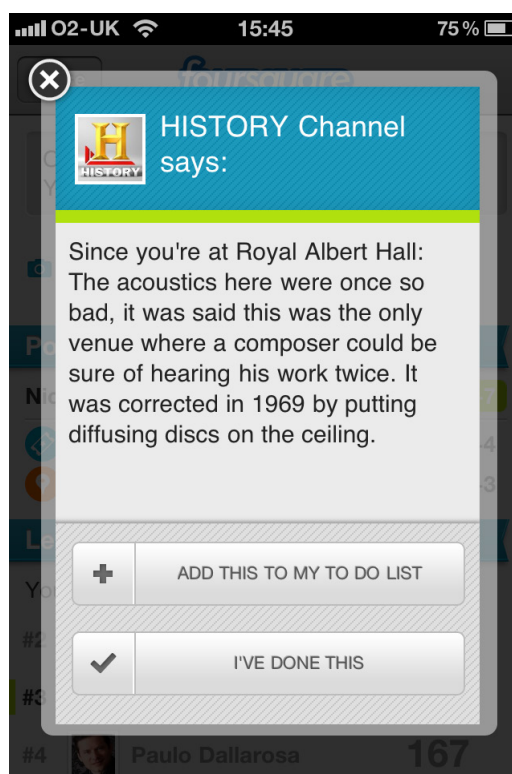 O2-UK 15:45 75%
foursquare
HISTORY Channel
says:
H
HISTORY
Since you're at Royal Albert Hall:
The acoustics here were once so
bad, it was said this was the only
venue where a composer could be
sure of hearing his work twice. It
was corrected in 1969 by putting
diffusing discs on the ceiling.
ADD THIS TO MY TO DO LIST
I'VE DONE THIS
#2
#3
#4 Paulo Dallarosa 167